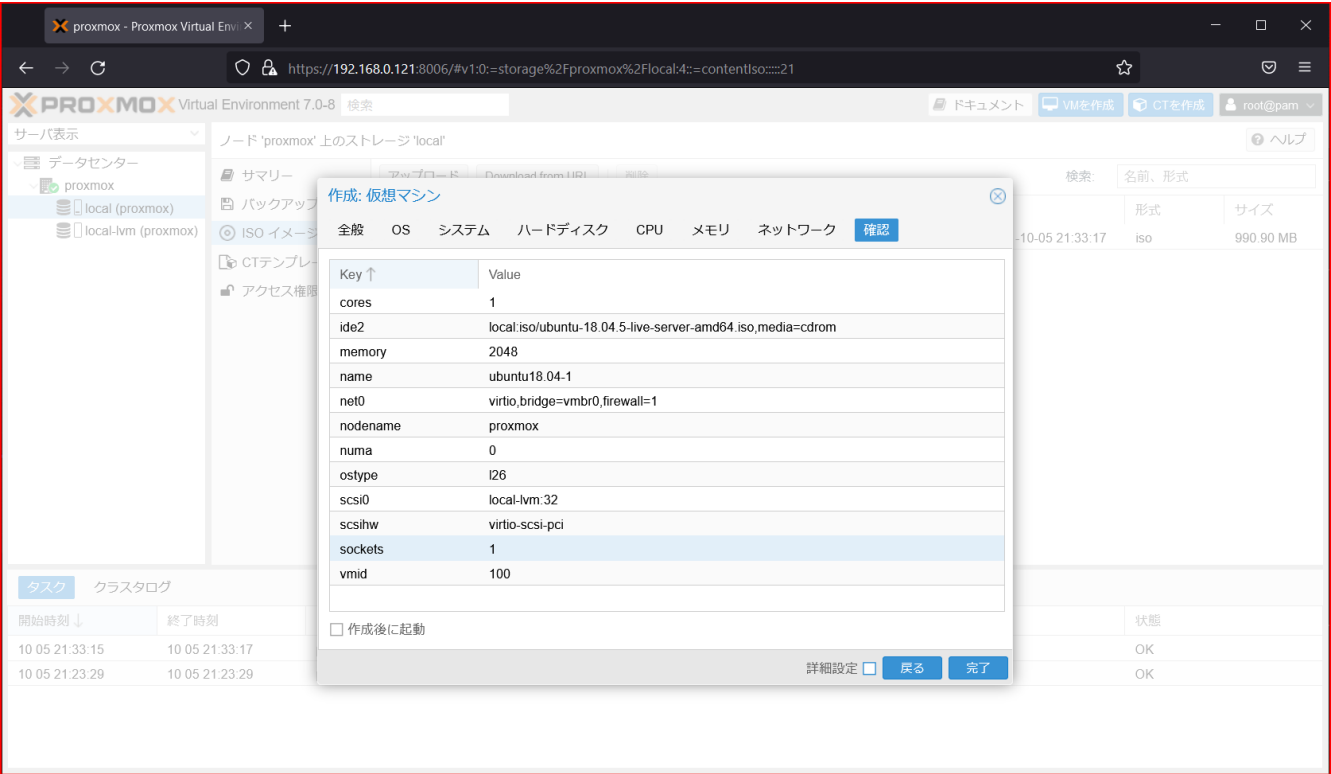 proxmox - Proxmox Virtual Envi
https://192.168.0.121:8006/#v1:0:=storage%2Fproxmox%2Flocal:4::=contentIso:::::21
PROXMOX Virtual Environment 7.0-8 検索 ドキュメント VMを作成 CTを作成 root@pam
サーバ表示
データセンター
proxmox
local (proxmox)
local-lvm (proxmox)
ノード 'proxmox' 上のストレージ 'local' ヘルプ
サマリー
バックアップ
ISO イメージ
CTテンプレー
アクセス権限
アップロード Download from URL 削除 検索: 名前、形式
形式 サイズ
-10-05 21:33:17 iso 990.90 MB
作成: 仮想マシン
全般 OS システム ハードディスク CPU メモリ ネットワーク 確認
Key↑ Value
cores 1
ide2 local:iso/ubuntu-18.04.5-live-server-amd64.iso,media=cdrom
memory 2048
name ubuntu18.04-1
net0 virtio,bridge=vmbr0,firewall=1
nodename proxmox
numa 0
ostype l26
scsi0 local-lvm:32
scsihw virtio-scsi-pci
sockets 1
vmid 100
作成後に起動
詳細設定 戻る 完了
タスク クラスタログ
開始時刻↓ 終了時刻 状態
10 05 21:33:15 10 05 21:33:17 OK
10 05 21:23:29 10 05 21:23:29 OK